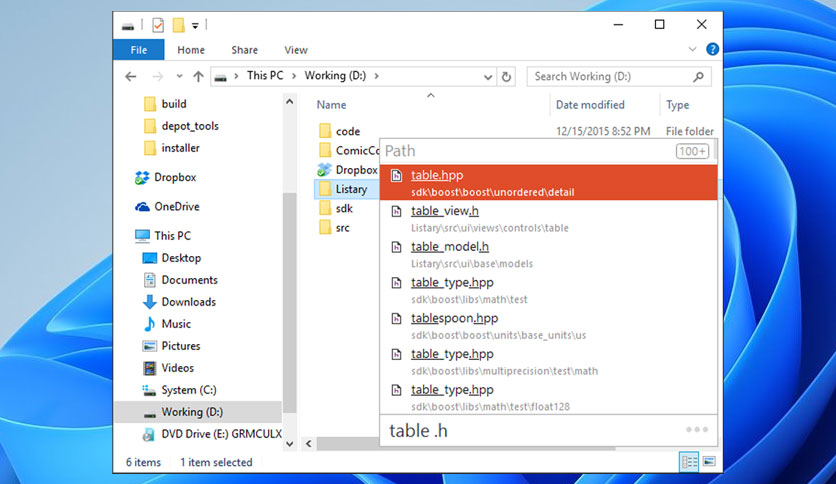 File
Home
Share
View
This PC
Working (D:)
Search Working (D:)
build
depot_tools
installer
Dropbox
OneDrive
This PC
Desktop
Documents
Downloads
Music
Pictures
Videos
System (C:)
Working (D:)
DVD Drive (E:) GRMCULX
Name
Date modified
Type
code
12/15/2015 8:52 PM
File folder
ComicCo
Dropbox
Listary
sdk
src
Path
100+
table.hpp
sdk\boost\boost\unordered\detail
table_view.h
Listary\src\ui\views\controls\table
table_model.h
Listary\src\ui\base\models
table_type.hpp
sdk\boost\libs\math\test
tablespoon.hpp
sdk\boost\boost\units\base_units\us
table_type.hpp
sdk\boost\libs\multiprecision\test\math
table_type.hpp
sdk\boost\libs\math\test\float128
table .h
6 items
1 item selected